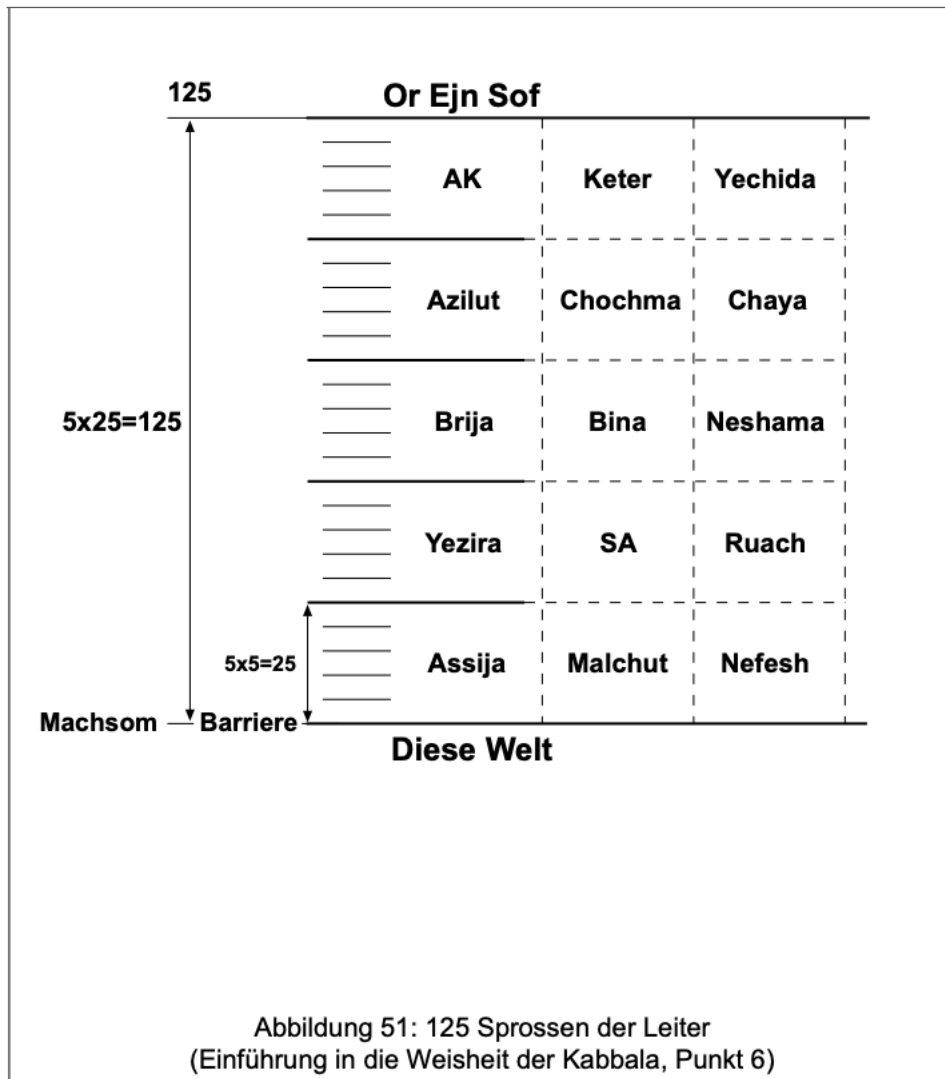 125 Or Ejn Sof
AK Keter Yechida
Azilut Chochma Chaya
5x25=125 Brija Bina Neshama
Yezira SA Ruach
5x5=25 Assija Malchut Nefesh
Machsom Barriere
Diese Welt
Abbildung 51: 125 Sprossen der Leiter
(Einführung in die Weisheit der Kabbala, Punkt 6)